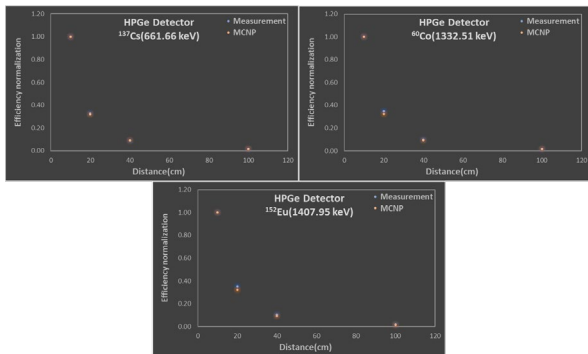 HPGe Detector
¹³⁷Cs(661.66 keV)
Measurement
MCNP
Efficiency normalization
1.20
1.00
0.80
0.60
0.40
0.20
0.00
0 20 40 60 80 100 120
Distance(cm)
HPGe Detector
⁶⁰Co(1332.51 keV)
Measurement
MCNP
Efficiency normalization
1.20
1.00
0.80
0.60
0.40
0.20
0.00
0 20 40 60 80 100 120
Distance(cm)
HPGe Detector
¹⁵²Eu(1407.95 keV)
Measurement
MCNP
Efficiency normalization
1.20
1.00
0.80
0.60
0.40
0.20
0.00
0 20 40 60 80 100 120
Distance(cm)